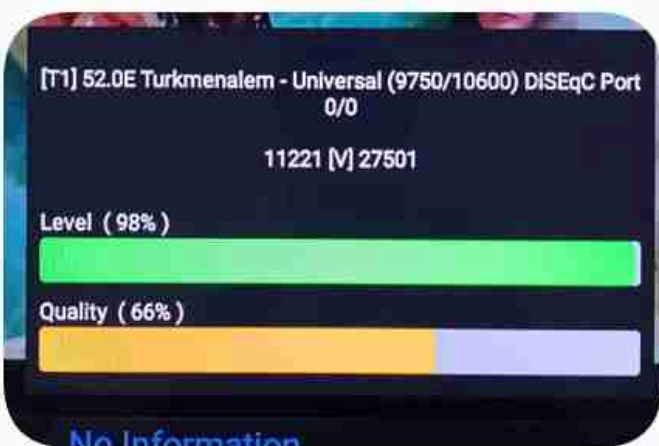 [T1] 52.0E Turkmenalem - Universal (9750/10600) DiSEqC Port
0/0
11221 [V] 27501
Level ( 98% )
Quality ( 66% )
No Information